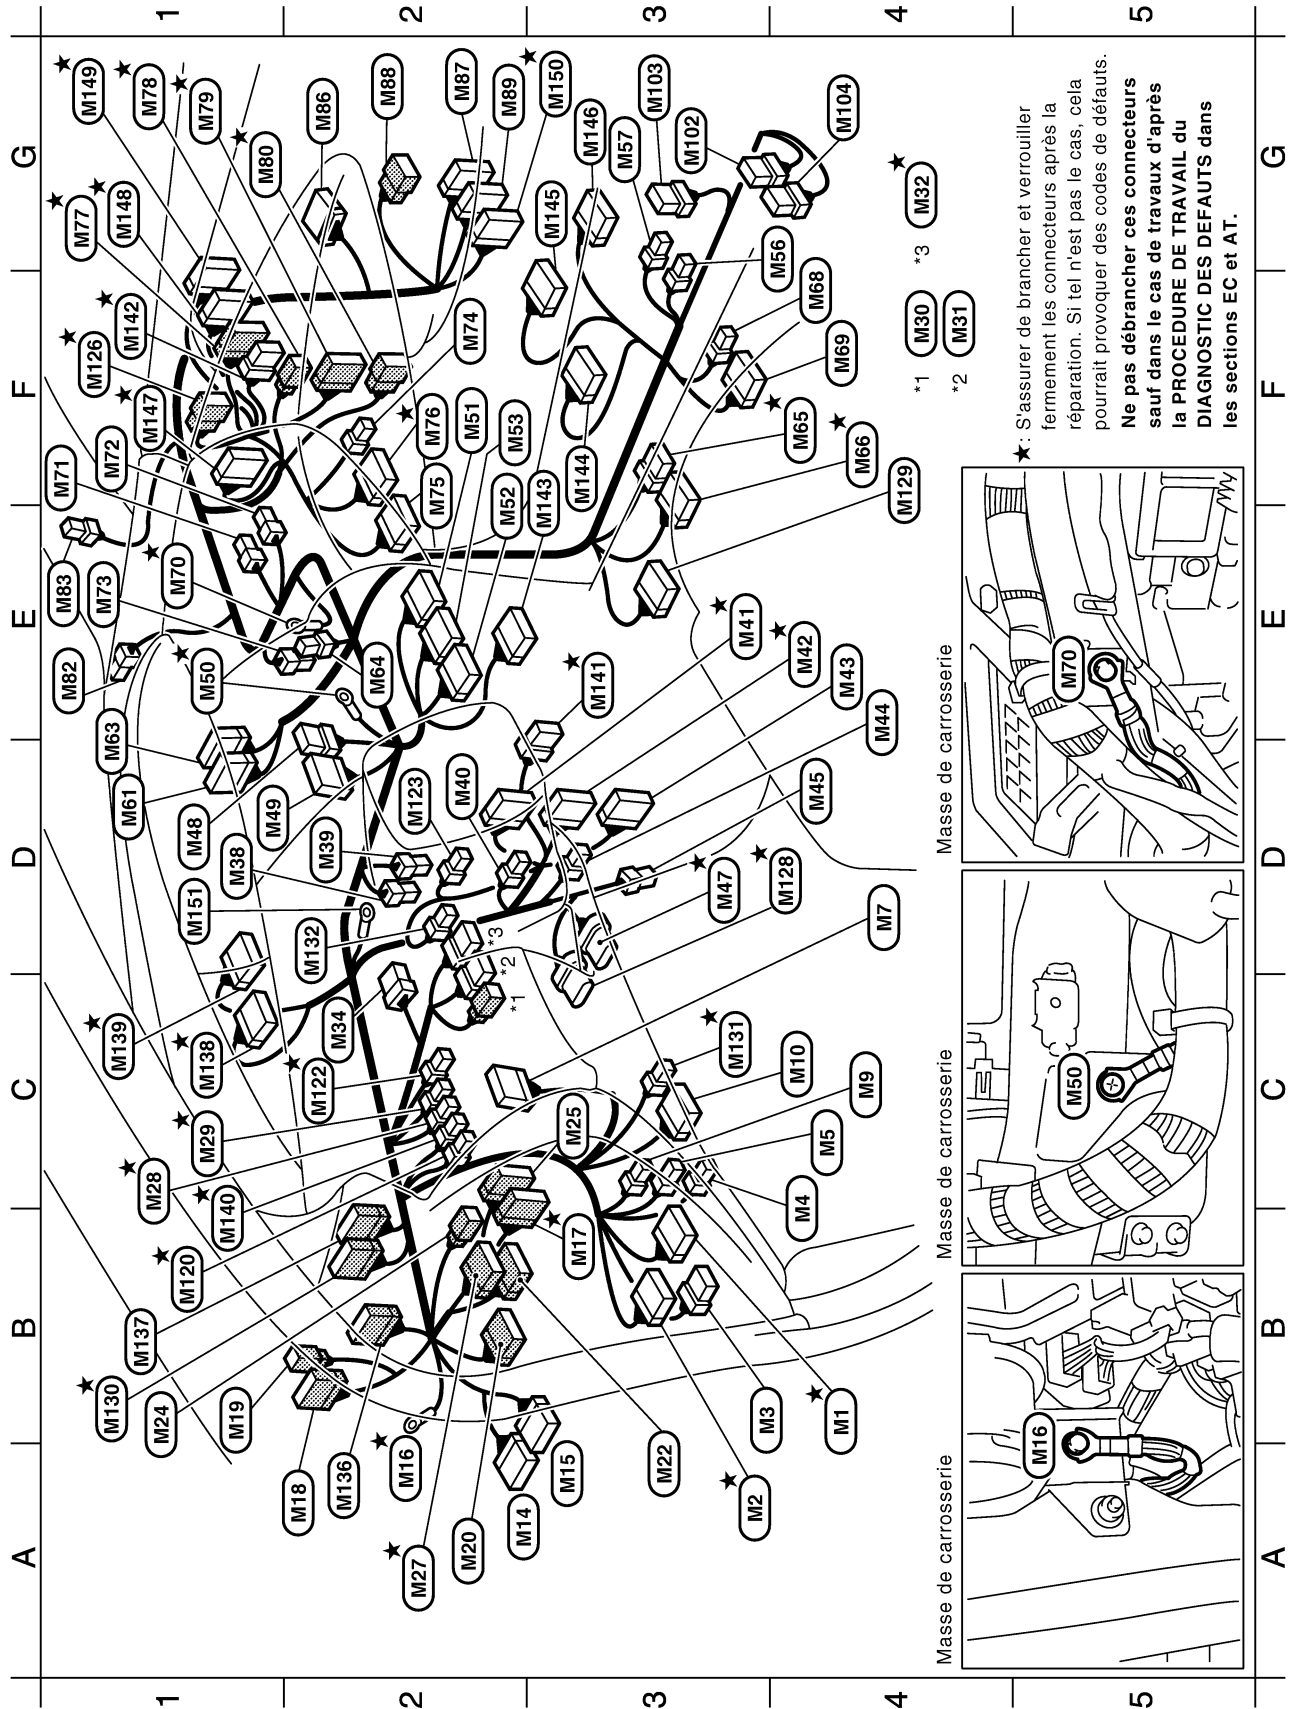 1
2
3
4
5
A
B
C
D
E
F
G
M149
M78
M79
M80
M86
M88
M87
M89
M150
M146
M103
M57
M102
M104
M77
M148
M145
M56
M142
M126
M147
M72
M71
M74
M76
M51
M53
M75
M52
M143
M144
M68
M69
M65
M66
M129
M83
M73
M70
M82
M50
M64
M63
M61
M141
M41
M42
M43
M44
M45
M48
M49
M38
M39
M123
M40
M151
M132
M47
M128
M7
M139
M138
M34
M122
M29
M28
M140
M25
M131
M10
M9
M5
M4
M120
M17
M137
M130
M24
M19
M18
M136
M16
M27
M20
M14
M15
M22
M3
M1
M2
*1
*2
*3
*1 M30
*2 M31
*3 M32 ★
★: S'assurer de brancher et verrouiller
fermement les connecteurs après la
réparation. Si tel n'est pas le cas, cela
pourrait provoquer des codes de défauts.
Ne pas débrancher ces connecteurs
sauf dans le cas de travaux d'après
la PROCEDURE DE TRAVAIL du
DIAGNOSTIC DES DEFAUTS dans
les sections EC et AT.
Masse de carrosserie
M16
Masse de carrosserie
M50
Masse de carrosserie
M70
1
2
3
4
5
A
B
C
D
E
F
G